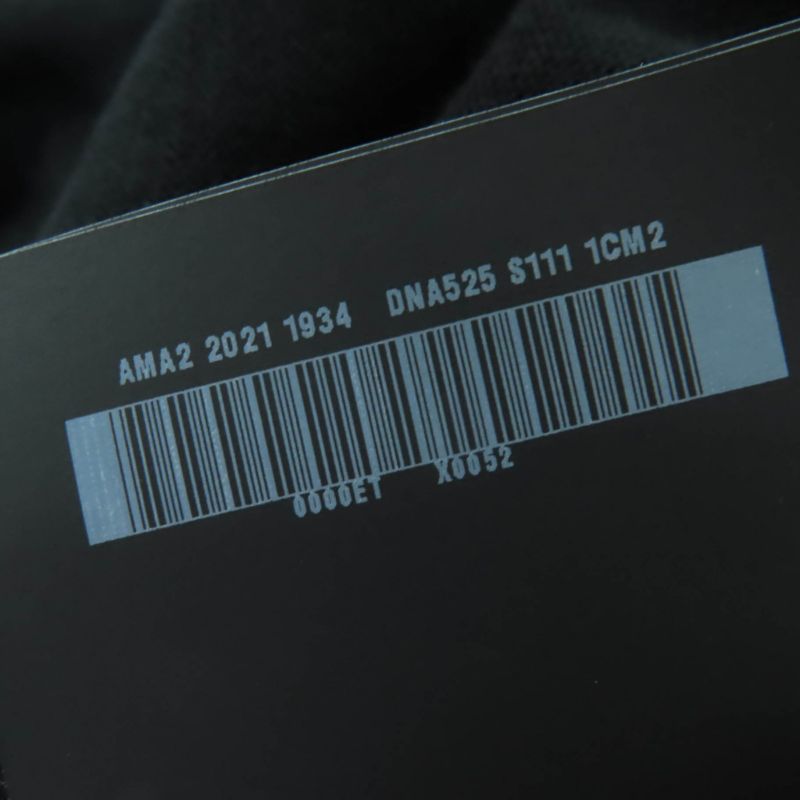 AMA2 2021 1934 DNA525 S111 1CM2
0000ET X0052